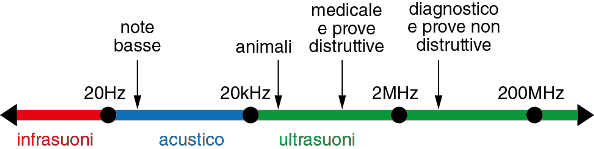 note
basse
animali
medicale
e prove
distruttive
diagnostico
e prove non
distruttive
20Hz
20kHz
2MHz
200MHz
infrasuoni
acustico
ultrasuoni